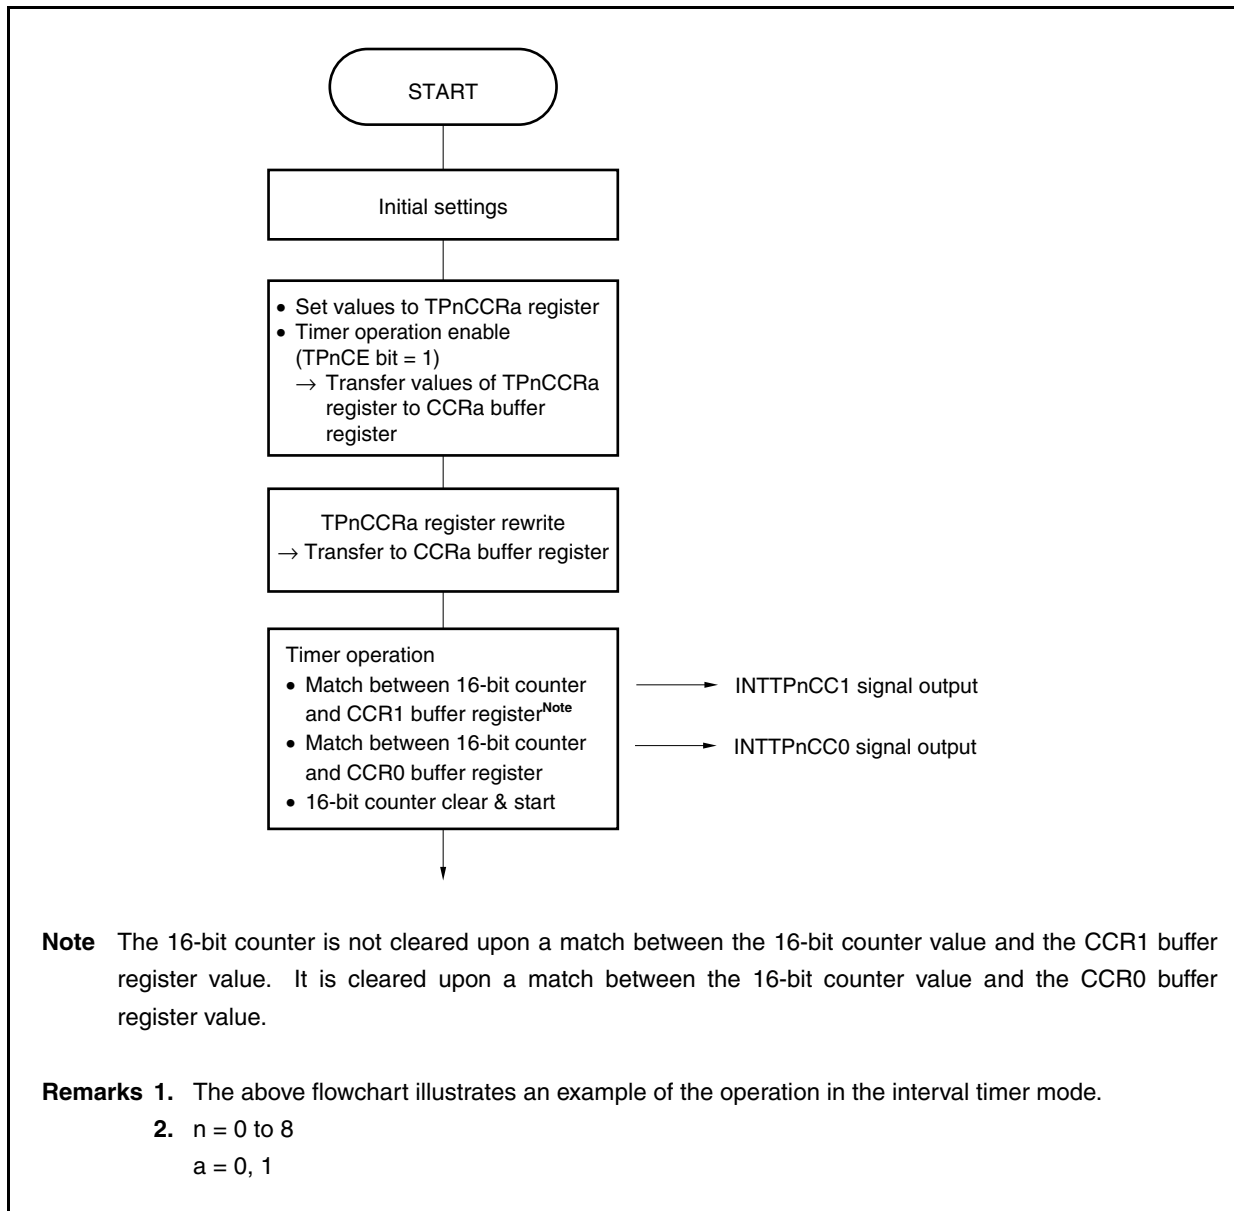 START
Initial settings
• Set values to TPnCCRa register
• Timer operation enable
(TPnCE bit = 1)
→ Transfer values of TPnCCRa
register to CCRa buffer
register
TPnCCRa register rewrite
→ Transfer to CCRa buffer register
Timer operation
• Match between 16-bit counter
and CCR1 buffer registerNote
• Match between 16-bit counter
and CCR0 buffer register
• 16-bit counter clear & start
INTTPnCC1 signal output
INTTPnCC0 signal output
Note The 16-bit counter is not cleared upon a match between the 16-bit counter value and the CCR1 buffer
register value. It is cleared upon a match between the 16-bit counter value and the CCR0 buffer
register value.
Remarks 1. The above flowchart illustrates an example of the operation in the interval timer mode.
2. n = 0 to 8
a = 0, 1